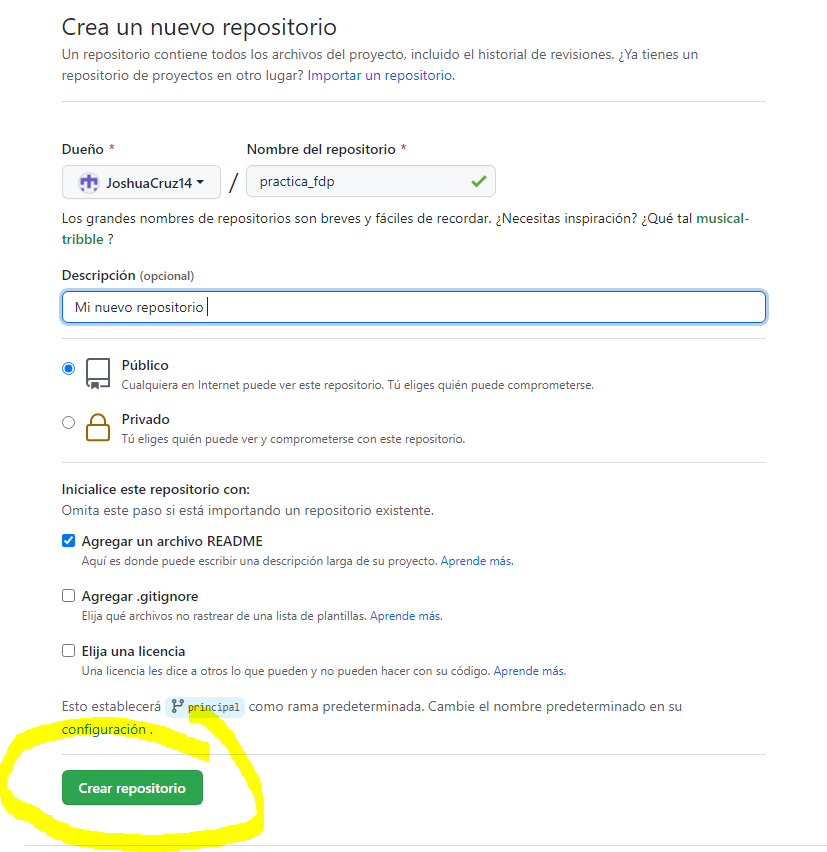 Crea un nuevo repositorio
Un repositorio contiene todos los archivos del proyecto, incluido el historial de revisiones. ¿Ya tienes un
repositorio de proyectos en otro lugar? Importar un repositorio.
Dueño * Nombre del repositorio *
JoshuaCruz14 / practica_fdp
Los grandes nombres de repositorios son breves y fáciles de recordar. ¿Necesitas inspiración? ¿Qué tal musical-
tribble ?
Descripción (opcional)
Mi nuevo repositorio
Público
Cualquiera en Internet puede ver este repositorio. Tú eliges quién puede comprometerse.
Privado
Tú eliges quién puede ver y comprometerse con este repositorio.
Inicialice este repositorio con:
Omita este paso si está importando un repositorio existente.
Agregar un archivo README
Aquí es donde puede escribir una descripción larga de su proyecto. Aprende más.
Agregar .gitignore
Elija qué archivos no rastrear de una lista de plantillas. Aprende más.
Elija una licencia
Una licencia les dice a otros lo que pueden y no pueden hacer con su código. Aprende más.
Esto establecerá principal como rama predeterminada. Cambie el nombre predeterminado en su
configuración .
Crear repositorio